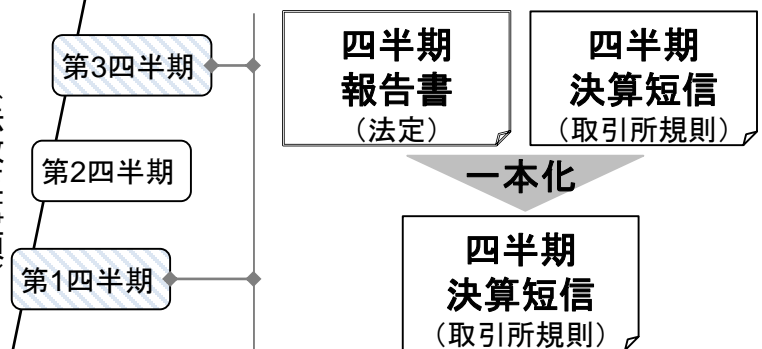 四半期
報告書
（法定）
四半期
決算短信
（取引所規則）
第3四半期
一本化
第2四半期
四半期
決算短信
（取引所規則）
第1四半期